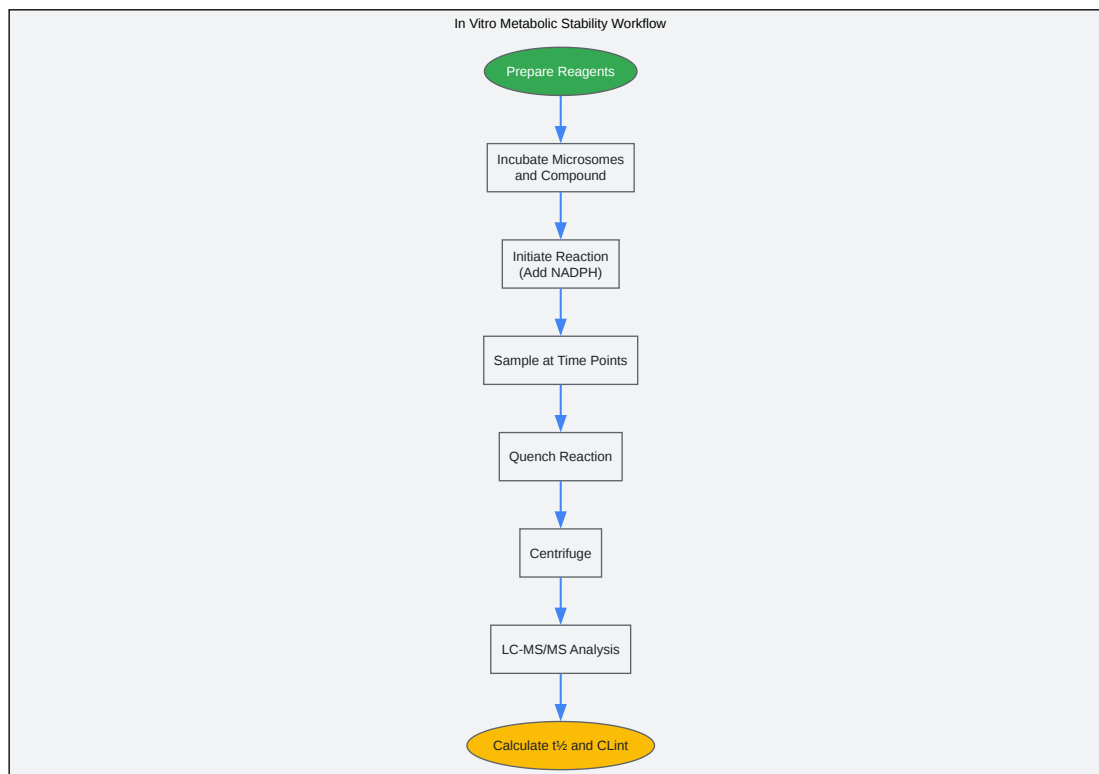 In Vitro Metabolic Stability Workflow
Prepare Reagents
Incubate Microsomes
and Compound
Initiate Reaction
(Add NADPH)
Sample at Time Points
Quench Reaction
Centrifuge
LC-MS/MS Analysis
Calculate t½ and CLint